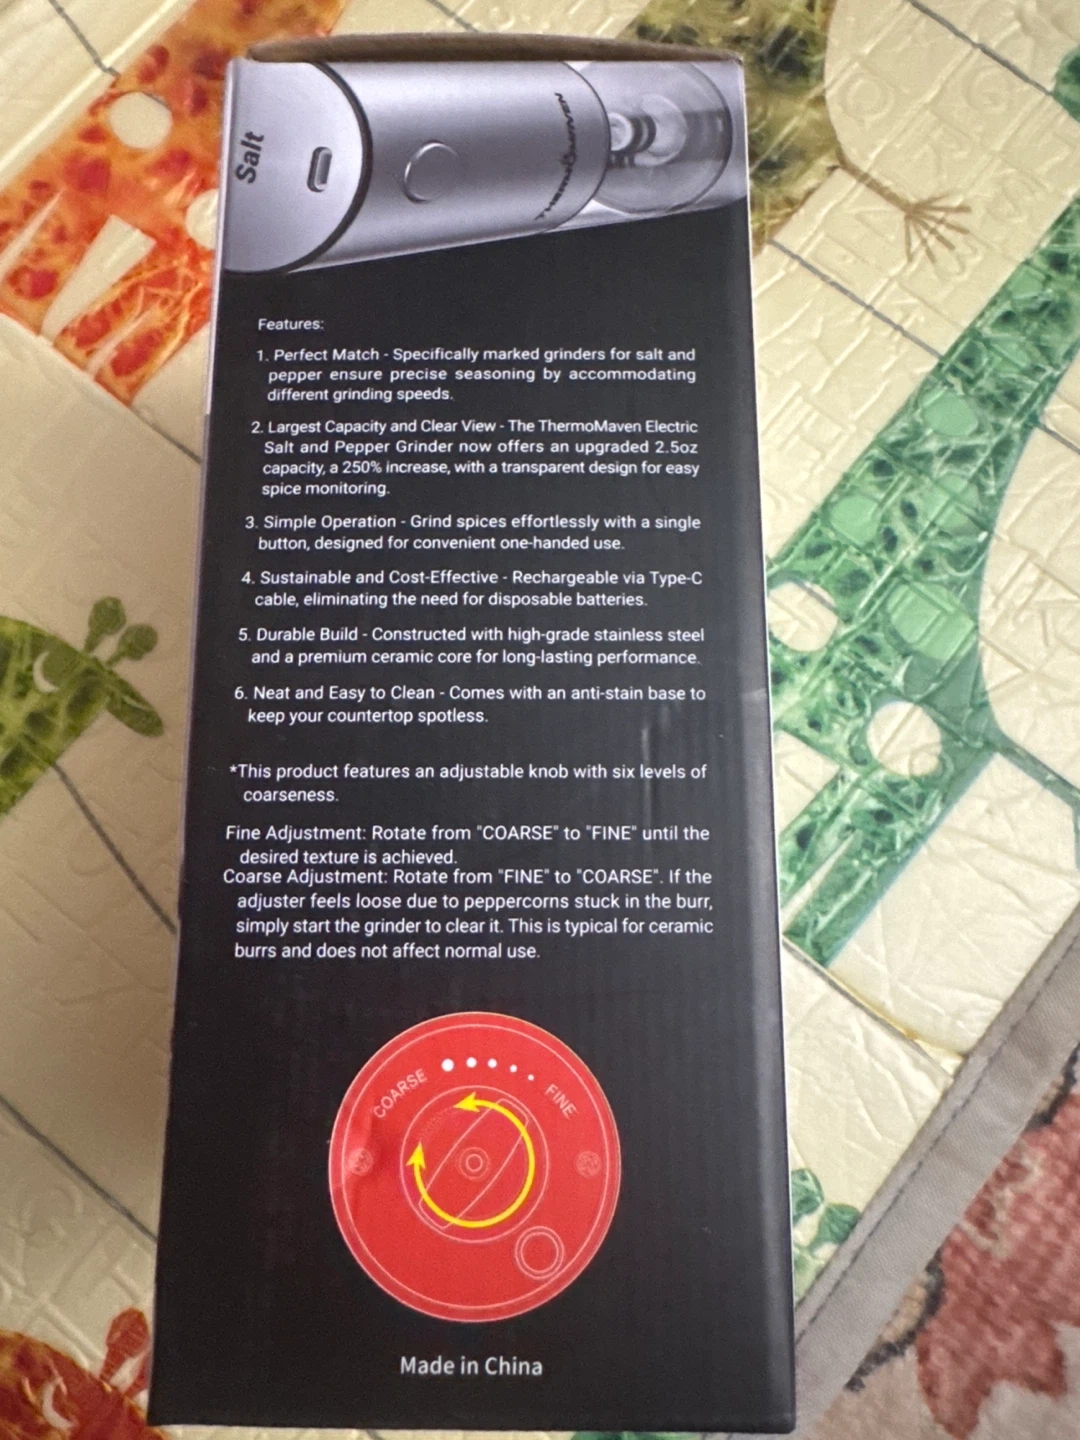 Salt
THERMOMAVEN
Features:
1. Perfect Match - Specifically marked grinders for salt and
pepper ensure precise seasoning by accommodating
different grinding speeds.
2. Largest Capacity and Clear View - The ThermoMaven Electric
Salt and Pepper Grinder now offers an upgraded 2.5oz
capacity, a 250% increase, with a transparent design for easy
spice monitoring.
3. Simple Operation - Grind spices effortlessly with a single
button, designed for convenient one-handed use.
4. Sustainable and Cost-Effective - Rechargeable via Type-C
cable, eliminating the need for disposable batteries.
5. Durable Build - Constructed with high-grade stainless steel
and a premium ceramic core for long-lasting performance.
6. Neat and Easy to Clean - Comes with an anti-stain base to
keep your countertop spotless.
*This product features an adjustable knob with six levels of
coarseness.
Fine Adjustment: Rotate from "COARSE" to "FINE" until the
desired texture is achieved.
Coarse Adjustment: Rotate from "FINE" to "COARSE". If the
adjuster feels loose due to peppercorns stuck in the burr,
simply start the grinder to clear it. This is typical for ceramic
burrs and does not affect normal use.
COARSE
FINE
Made in China